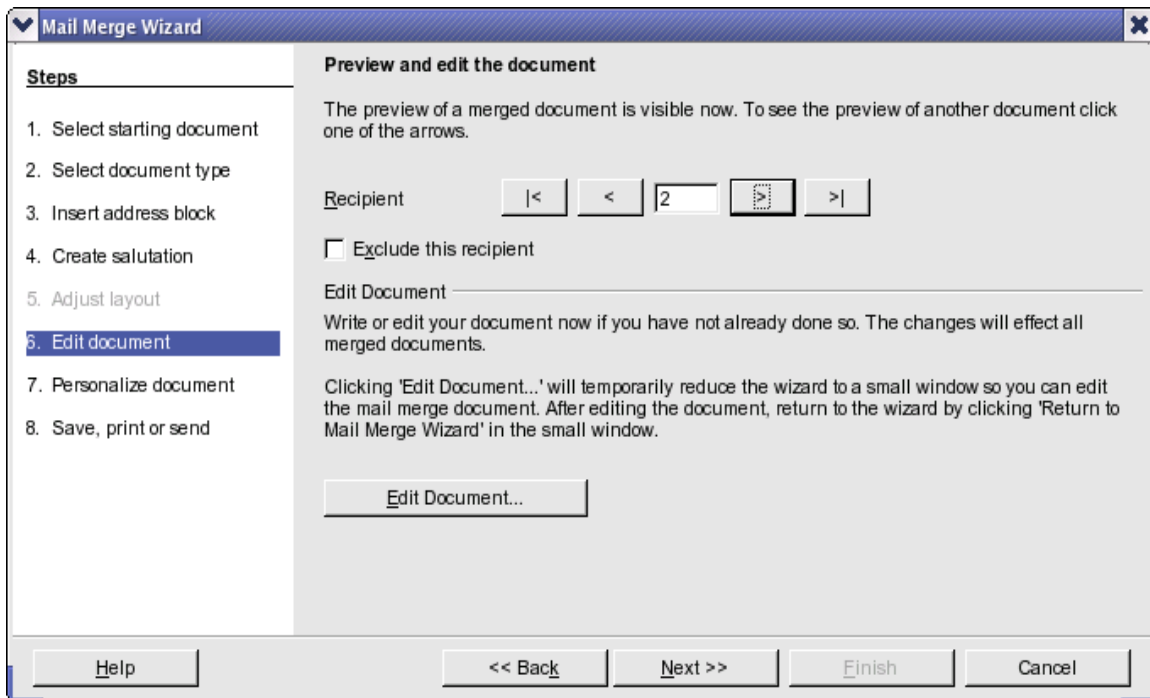 Mail Merge Wizard
Steps
1. Select starting document
2. Select document type
3. Insert address block
4. Create salutation
5. Adjust layout
6. Edit document
7. Personalize document
8. Save, print or send
Preview and edit the document
The preview of a merged document is visible now. To see the preview of another document click
one of the arrows.
Recipient |< < 2 > >|
Exclude this recipient
Edit Document
Write or edit your document now if you have not already done so. The changes will effect all
merged documents.
Clicking 'Edit Document...' will temporarily reduce the wizard to a small window so you can edit
the mail merge document. After editing the document, return to the wizard by clicking 'Return to
Mail Merge Wizard' in the small window.
Edit Document...
Help << Back Next >> Finish Cancel